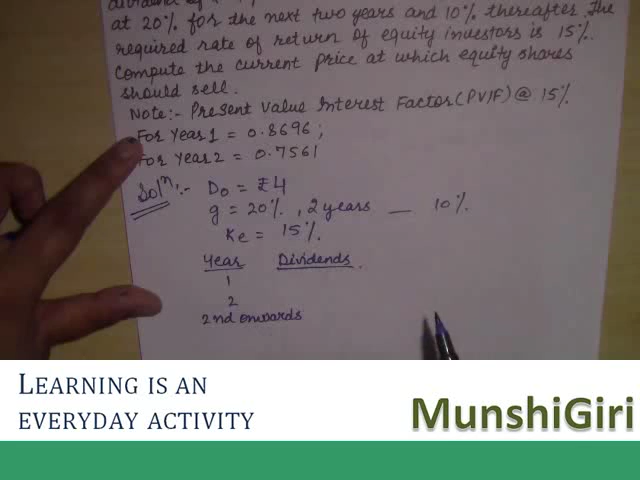 at 20% for the next two years and 10% thereafter. The
required rate of return of equity investors is 15%.
Compute the current price at which equity shares
should sell.
Note:- Present Value Interest Factor (PVIF) @ 15%
For Year 1 = 0.8696 ;
For Year 2 = 0.7561
Solⁿ:- D₀ = ₹4
g = 20% , 2 years — 10%
Ke = 15%
Year Dividends
1
2
2nd onwards
LEARNING IS AN
EVERYDAY ACTIVITY
MunshiGiri